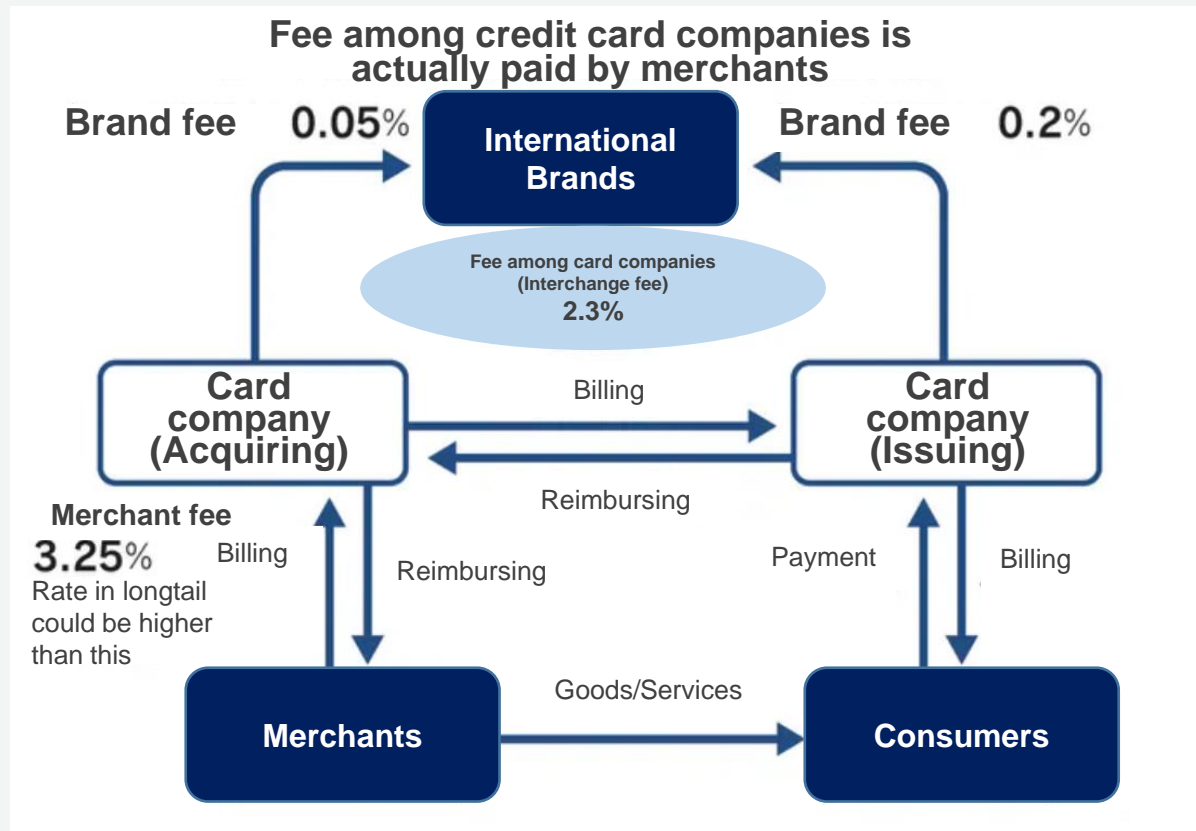 Fee among credit card companies is
actually paid by merchants
Brand fee 0.05%
International
Brands
Brand fee 0.2%
Fee among card companies
(Interchange fee)
2.3%
Card
company
(Acquiring)
Billing
Card
company
(Issuing)
Reimbursing
Merchant fee
3.25%
Rate in longtail
could be higher
than this
Billing
Reimbursing
Payment
Billing
Merchants
Goods/Services
Consumers